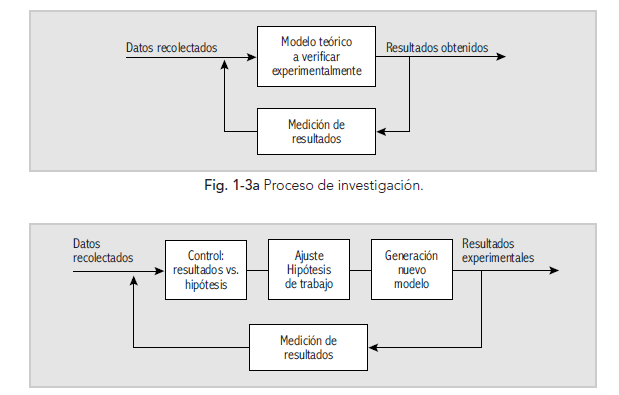 Datos recolectados
Modelo teórico
a verificar
experimentalmente
Resultados obtenidos
Medición de
resultados
Fig. 1-3a Proceso de investigación.
Datos
recolectados
Control:
resultados vs.
hipótesis
Ajuste
Hipótesis
de trabajo
Generación
nuevo
modelo
Resultados
experimentales
Medición de
resultados